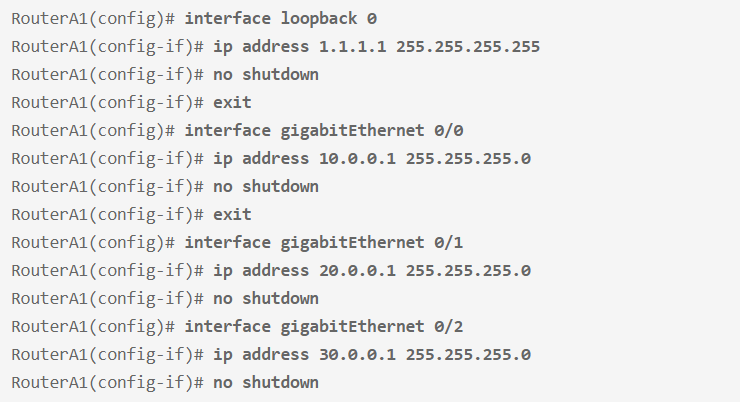 RouterA1(config)# interface loopback 0
RouterA1(config-if)# ip address 1.1.1.1 255.255.255.255
RouterA1(config-if)# no shutdown
RouterA1(config-if)# exit
RouterA1(config)# interface gigabitEthernet 0/0
RouterA1(config-if)# ip address 10.0.0.1 255.255.255.0
RouterA1(config-if)# no shutdown
RouterA1(config-if)# exit
RouterA1(config)# interface gigabitEthernet 0/1
RouterA1(config-if)# ip address 20.0.0.1 255.255.255.0
RouterA1(config-if)# no shutdown
RouterA1(config)# interface gigabitEthernet 0/2
RouterA1(config-if)# ip address 30.0.0.1 255.255.255.0
RouterA1(config-if)# no shutdown